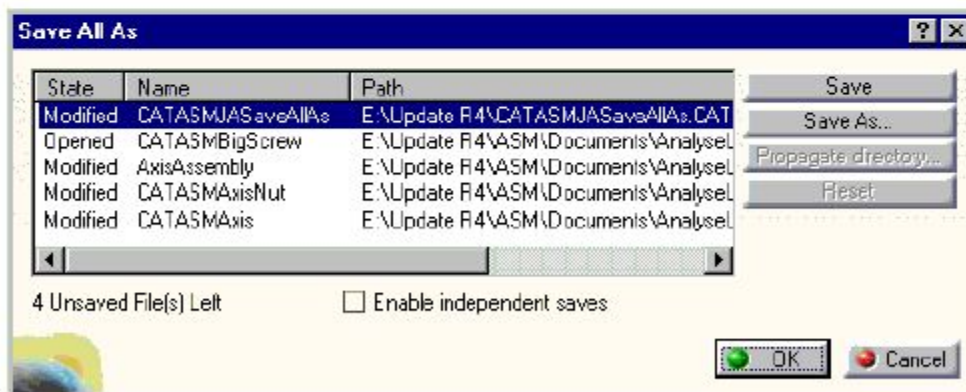 Save All As
State Name Path
Modified CATASMJASaveAllAs E:\Update R4\CATASMJASaveAllAs.CAT
Opened CATASMBigScrew E:\Update R4\ASM\Documents\AnalyseL
Modified AxisAssembly E:\Update R4\ASM\Documents\AnalyseL
Modified CATASMAxisNut E:\Update R4\ASM\Documents\AnalyseL
Modified CATASMAxis E:\Update R4\ASM\Documents\AnalyseL
Save
Save As...
Propagate directory...
Reset
4 Unsaved File(s) Left
Enable independent saves
OK
Cancel